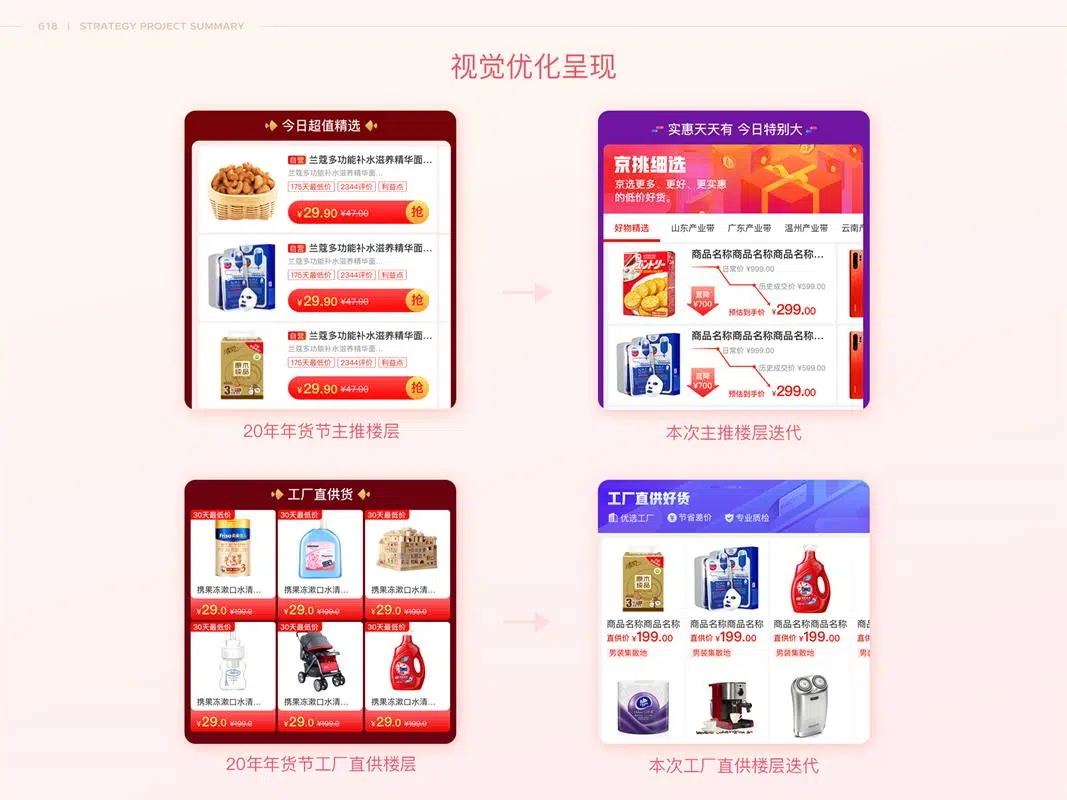 618 | STRATEGY PROJECT SUMMARY
视觉优化呈现
今日超值精选
自营 兰蔻多功能补水滋养精华面...
兰蔻多功能补水滋养精华面...
175天最低价 2344评价 利益点
¥29.90 ¥47.00 抢
自营 兰蔻多功能补水滋养精华面...
兰蔻多功能补水滋养精华面...
175天最低价 2344评价 利益点
¥29.90 ¥47.00 抢
自营 兰蔻多功能补水滋养精华面...
兰蔻多功能补水滋养精华面...
175天最低价 2344评价 利益点
¥29.90 ¥47.00 抢
20年年货节主推楼层
实惠天天有 今日特别大
京挑细选
京选更多、更好、更实惠
的低价好货。
好物精选 山东产业带 广东产业带 温州产业带 云南产
商品名称商品名称商品名称...
日常价 ¥999.00
历史成交价 ¥599.00
直降
¥700
预估到手价 ¥299.00
商品名称商品名称商品名称...
日常价 ¥999.00
历史成交价 ¥599.00
直降
¥700
预估到手价 ¥299.00
本次主推楼层迭代
工厂直供货
30天最低价 30天最低价 30天最低价
Friso
3
携果冻漱口水清... 携果冻漱口水清... 携果冻漱口水清...
¥29.0 ¥199.0 ¥29.0 ¥199.0 ¥29.0 ¥199.0
30天最低价 30天最低价 30天最低价
携果冻漱口水清... 携果冻漱口水清... 携果冻漱口水清...
¥29.0 ¥199.0 ¥29.0 ¥199.0 ¥29.0 ¥199.0
20年年货节工厂直供楼层
工厂直供好货
优选工厂 节省差价 专业质检
原木
纯品
商品名称商品名称 商品名称商品名称 商品名称商品名称 商品
直供价 ¥199.00 直供价 ¥199.00 直供价 ¥199.00 直供
男装集散地 男装集散地 男
本次工厂直供楼层迭代